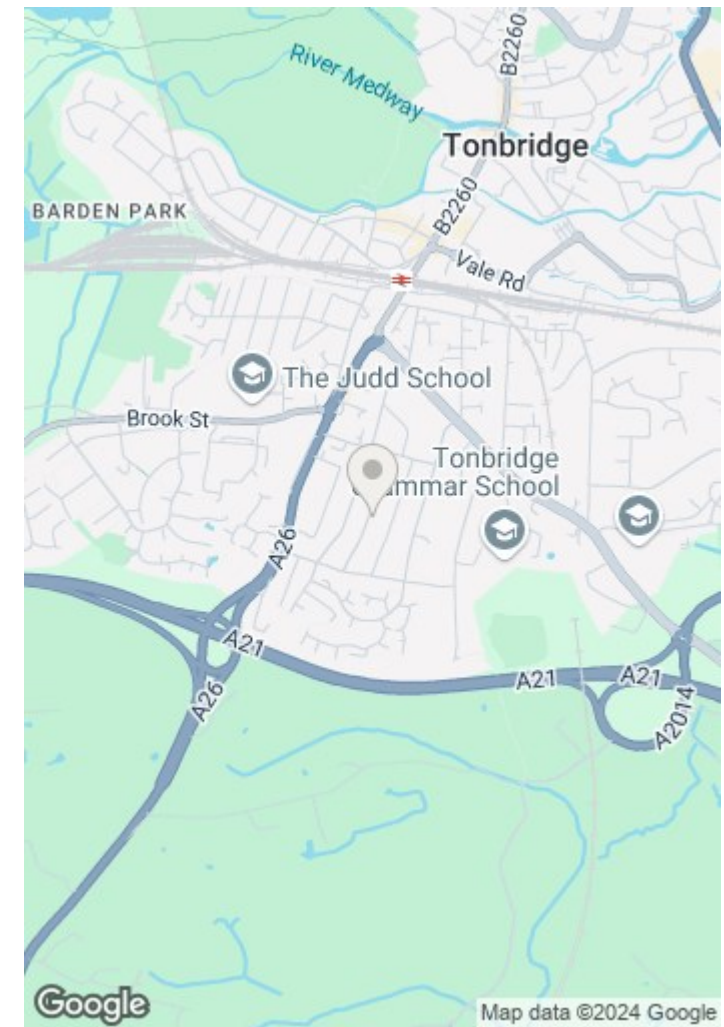 B2260
River Medway
Tonbridge
BARDEN PARK
B2260
Vale Rd
The Judd School
Brook St
Tonbridge
Grammar School
A26
A21
A26
A21
A21
A2014
Google
Map data ©2024 Google